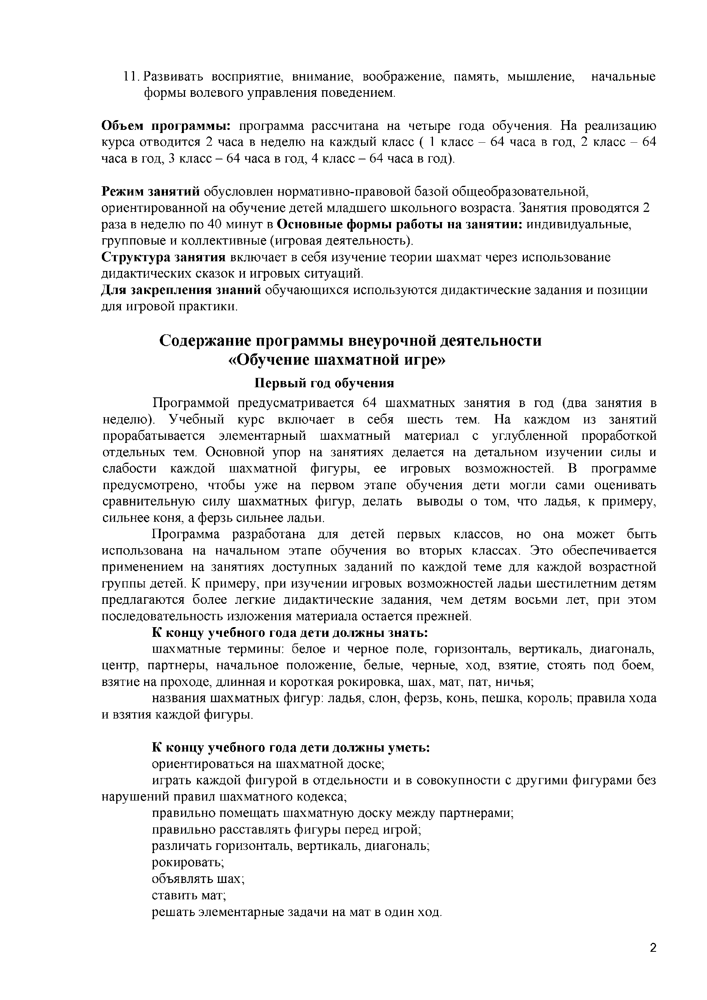 11. Развивать восприятие, внимание, воображение, память, мышление, начальные
формы волевого управления поведением.
Объем программы: программа рассчитана на четыре года обучения. На реализацию
курса отводится 2 часа в неделю на каждый класс ( 1 класс – 64 часа в год, 2 класс – 64
часа в год, 3 класс – 64 часа в год, 4 класс – 64 часа в год).
Режим занятий обусловлен нормативно-правовой базой общеобразовательной,
ориентированной на обучение детей младшего школьного возраста. Занятия проводятся 2
раза в неделю по 40 минут в Основные формы работы на занятии: индивидуальные,
групповые и коллективные (игровая деятельность).
Структура занятия включает в себя изучение теории шахмат через использование
дидактических сказок и игровых ситуаций.
Для закрепления знаний обучающихся используются дидактические задания и позиции
для игровой практики.
Содержание программы внеурочной деятельности
«Обучение шахматной игре»
Первый год обучения
Программой предусматривается 64 шахматных занятия в год (два занятия в
неделю). Учебный курс включает в себя шесть тем. На каждом из занятий
прорабатывается элементарный шахматный материал с углубленной проработкой
отдельных тем. Основной упор на занятиях делается на детальном изучении силы и
слабости каждой шахматной фигуры, ее игровых возможностей. В программе
предусмотрено, чтобы уже на первом этапе обучения дети могли сами оценивать
сравнительную силу шахматных фигур, делать выводы о том, что ладья, к примеру,
сильнее коня, а ферзь сильнее ладьи.
Программа разработана для детей первых классов, но она может быть
использована на начальном этапе обучения во вторых классах. Это обеспечивается
применением на занятиях доступных заданий по каждой теме для каждой возрастной
группы детей. К примеру, при изучении игровых возможностей ладьи шестилетним детям
предлагаются более легкие дидактические задания, чем детям восьми лет, при этом
последовательность изложения материала остается прежней.
К концу учебного года дети должны знать:
шахматные термины: белое и черное поле, горизонталь, вертикаль, диагональ,
центр, партнеры, начальное положение, белые, черные, ход, взятие, стоять под боем,
взятие на проходе, длинная и короткая рокировка, шах, мат, пат, ничья;
названия шахматных фигур: ладья, слон, ферзь, конь, пешка, король; правила хода
и взятия каждой фигуры.
К концу учебного года дети должны уметь:
ориентироваться на шахматной доске;
играть каждой фигурой в отдельности и в совокупности с другими фигурами без
нарушений правил шахматного кодекса;
правильно помещать шахматную доску между партнерами;
правильно расставлять фигуры перед игрой;
различать горизонталь, вертикаль, диагональ;
рокировать;
объявлять шах;
ставить мат;
решать элементарные задачи на мат в один ход.
2